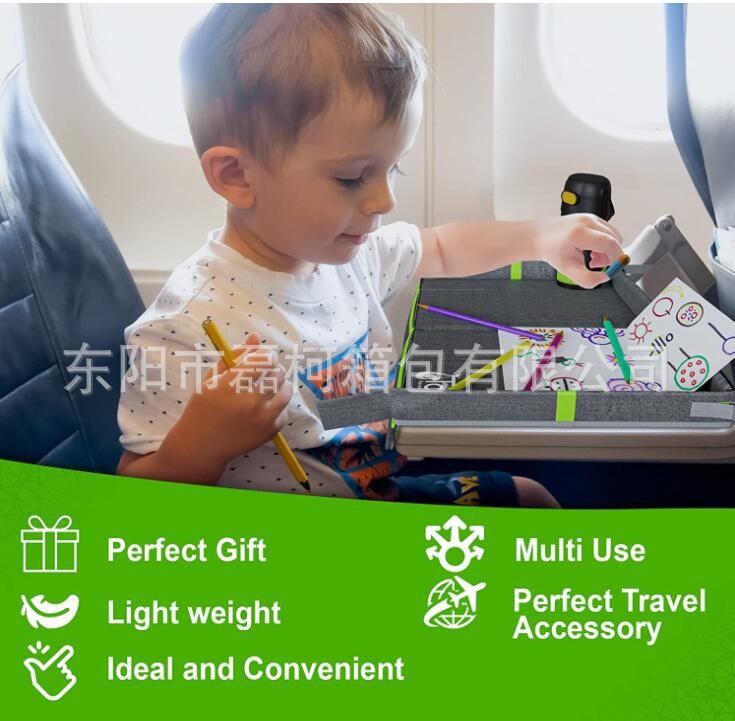 东阳市磊柯箱包有限公司
Perfect Gift
Multi Use
Light weight
Perfect Travel
Accessory
Ideal and Convenient